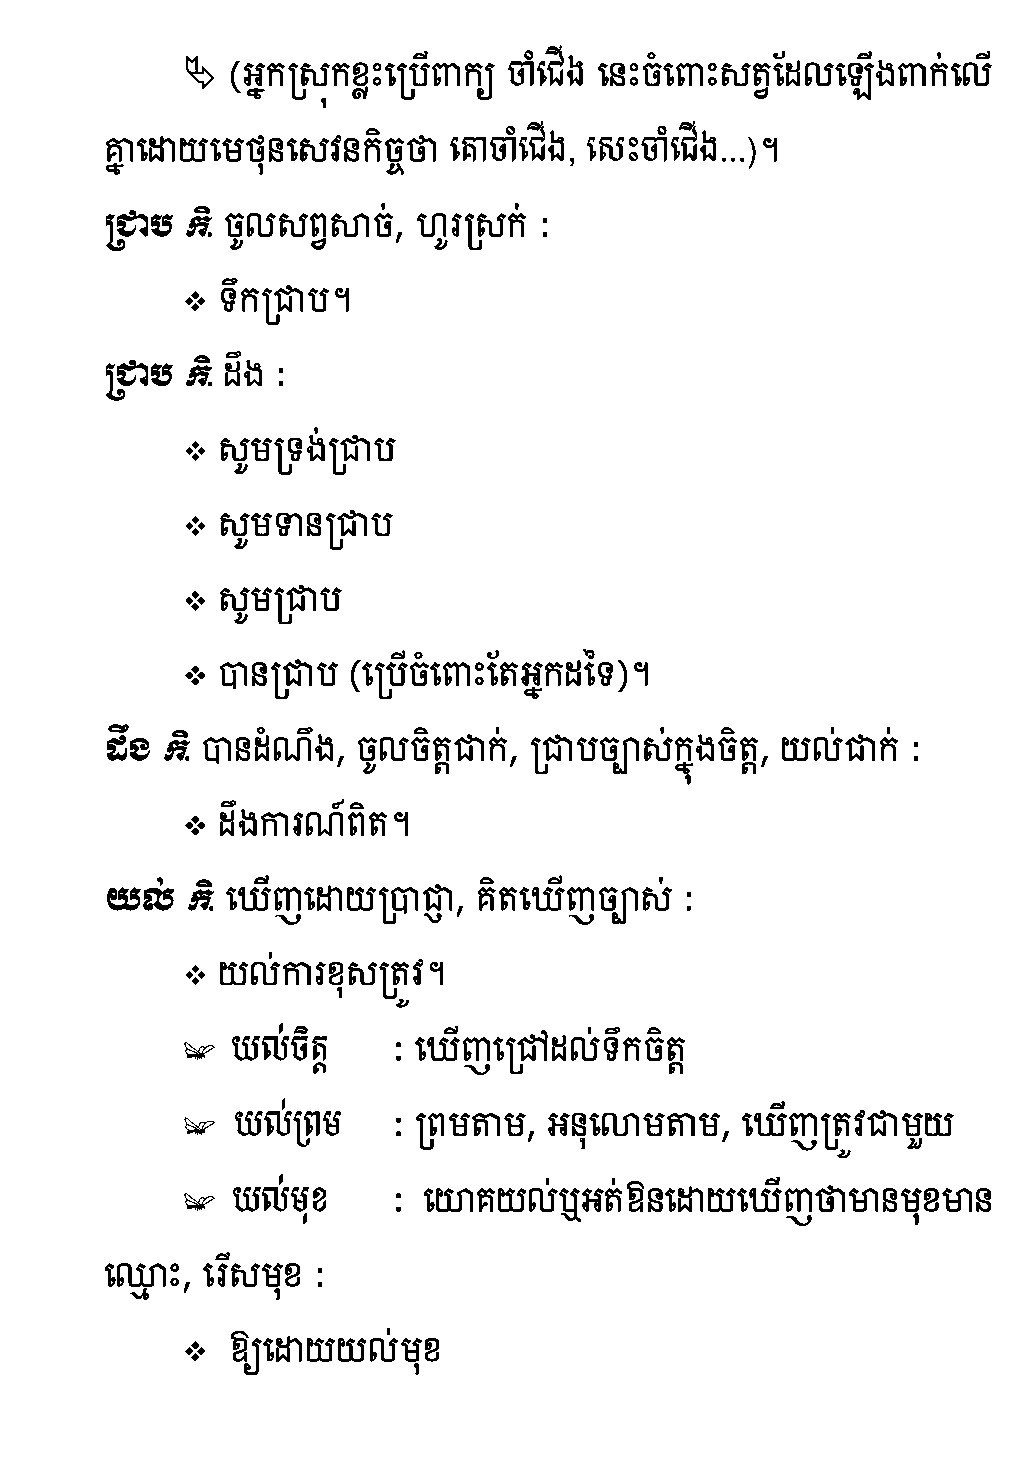 (អ្នកស្រុកខ្លះប្រើពាក្យ ចាំជើង នេះចំពោះសត្វដែលឡើងពាក់លើ
គ្នាដោយមេថុនសេវនកិច្ចថា តោចាំជើង, សេះចាំជើង...)។
ជ្រាប កិ. ចូលសព្វសាច់, ហូរស្រក់ :
❖ ទឹកជ្រាប។
ជ្រាប កិ. ដឹង :
❖ សូមទ្រង់ជ្រាប
❖ សូមទានជ្រាប
❖ សូមជ្រាប
❖ បានជ្រាប (ប្រើចំពោះតែអ្នកដទៃ)។
ដឹង កិ. បានដំណឹង, ចូលចិត្តជាក់, ជ្រាបច្បាស់ក្នុងចិត្ត, យល់ជាក់ :
❖ ដឹងការណ៍ពិត។
យល់ កិ. ឃើញដោយប្រាជ្ញា, គិតឃើញច្បាស់ :
❖ យល់ការខុសត្រូវ។
យល់ចិត្ត : ឃើញជ្រៅដល់ទឹកចិត្ត
យល់ព្រម : ព្រមតាម, អនុលោមតាម, ឃើញត្រូវជាមួយ
យល់មុខ : យោគយល់ឬអត់ឱនដោយឃើញថាមានមុខមាន
ឈ្មោះ, រើសមុខ :
❖ ឱ្យដោយយល់មុខ